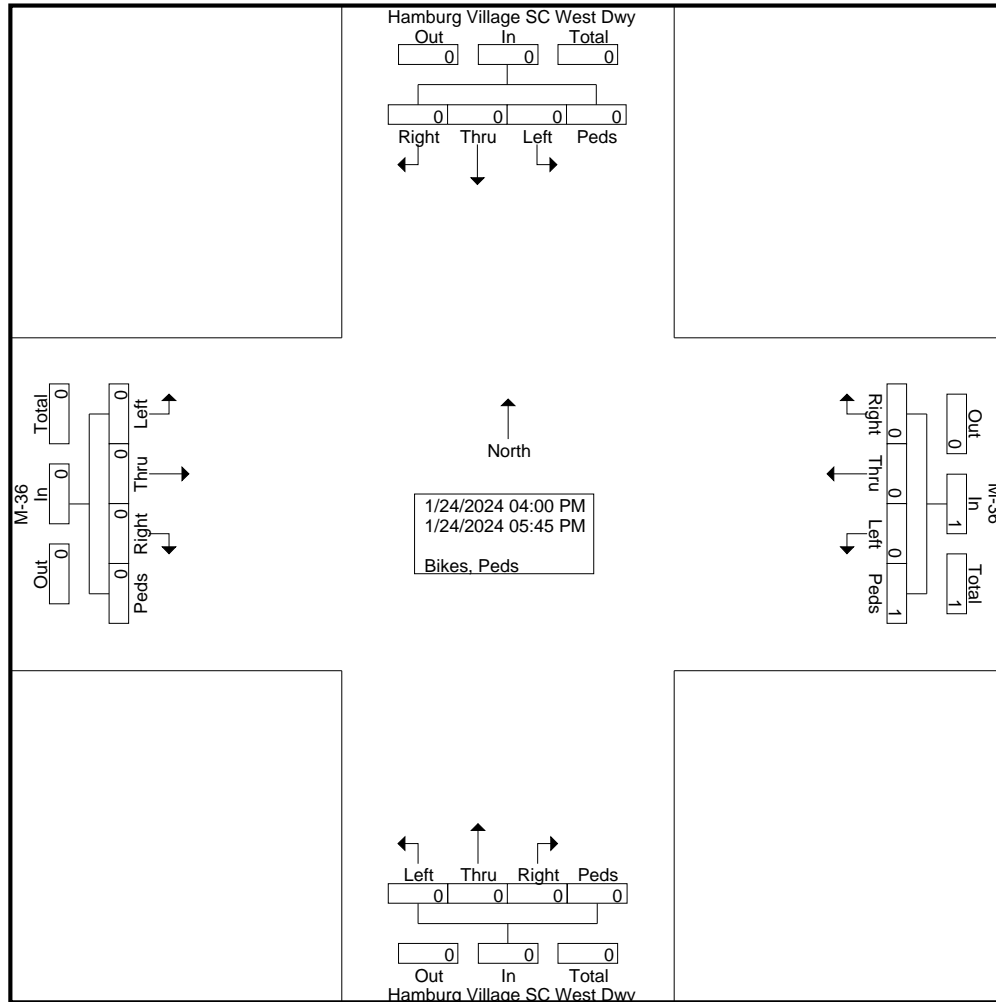 Hamburg Village SC West Dwy
Out In Total
0 0 0
0 0 0 0
Right Thru Left Peds
M-36
Total In Out
0 0 0
0 0 0 0
Left Thru Right Peds
North
1/24/2024 04:00 PM
1/24/2024 05:45 PM
Bikes, Peds
Right Thru Left Peds
0 0 0 1
Out In Total
0 1 1
M-36
Left Thru Right Peds
0 0 0 0
0 0 0
Out In Total
Hamburg Village SC West Dwy